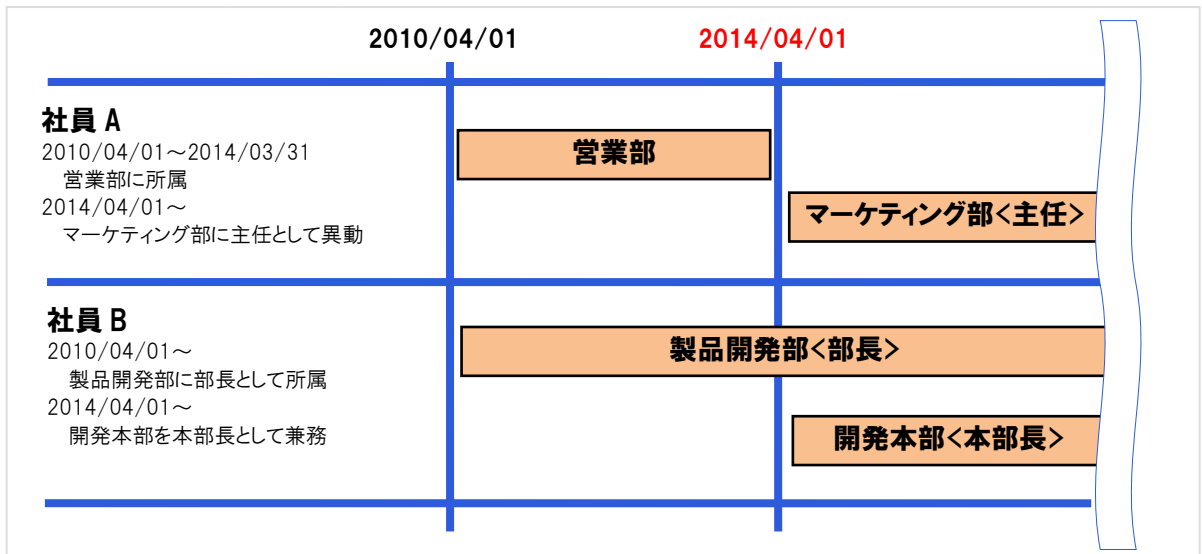 2010/04/01
2014/04/01
社員 A
2010/04/01～2014/03/31
営業部に所属
2014/04/01～
マーケティング部に主任として異動
営業部
マーケティング部<主任>
社員 B
2010/04/01～
製品開発部に部長として所属
2014/04/01～
開発本部を本部長として兼務
製品開発部<部長>
開発本部<本部長>